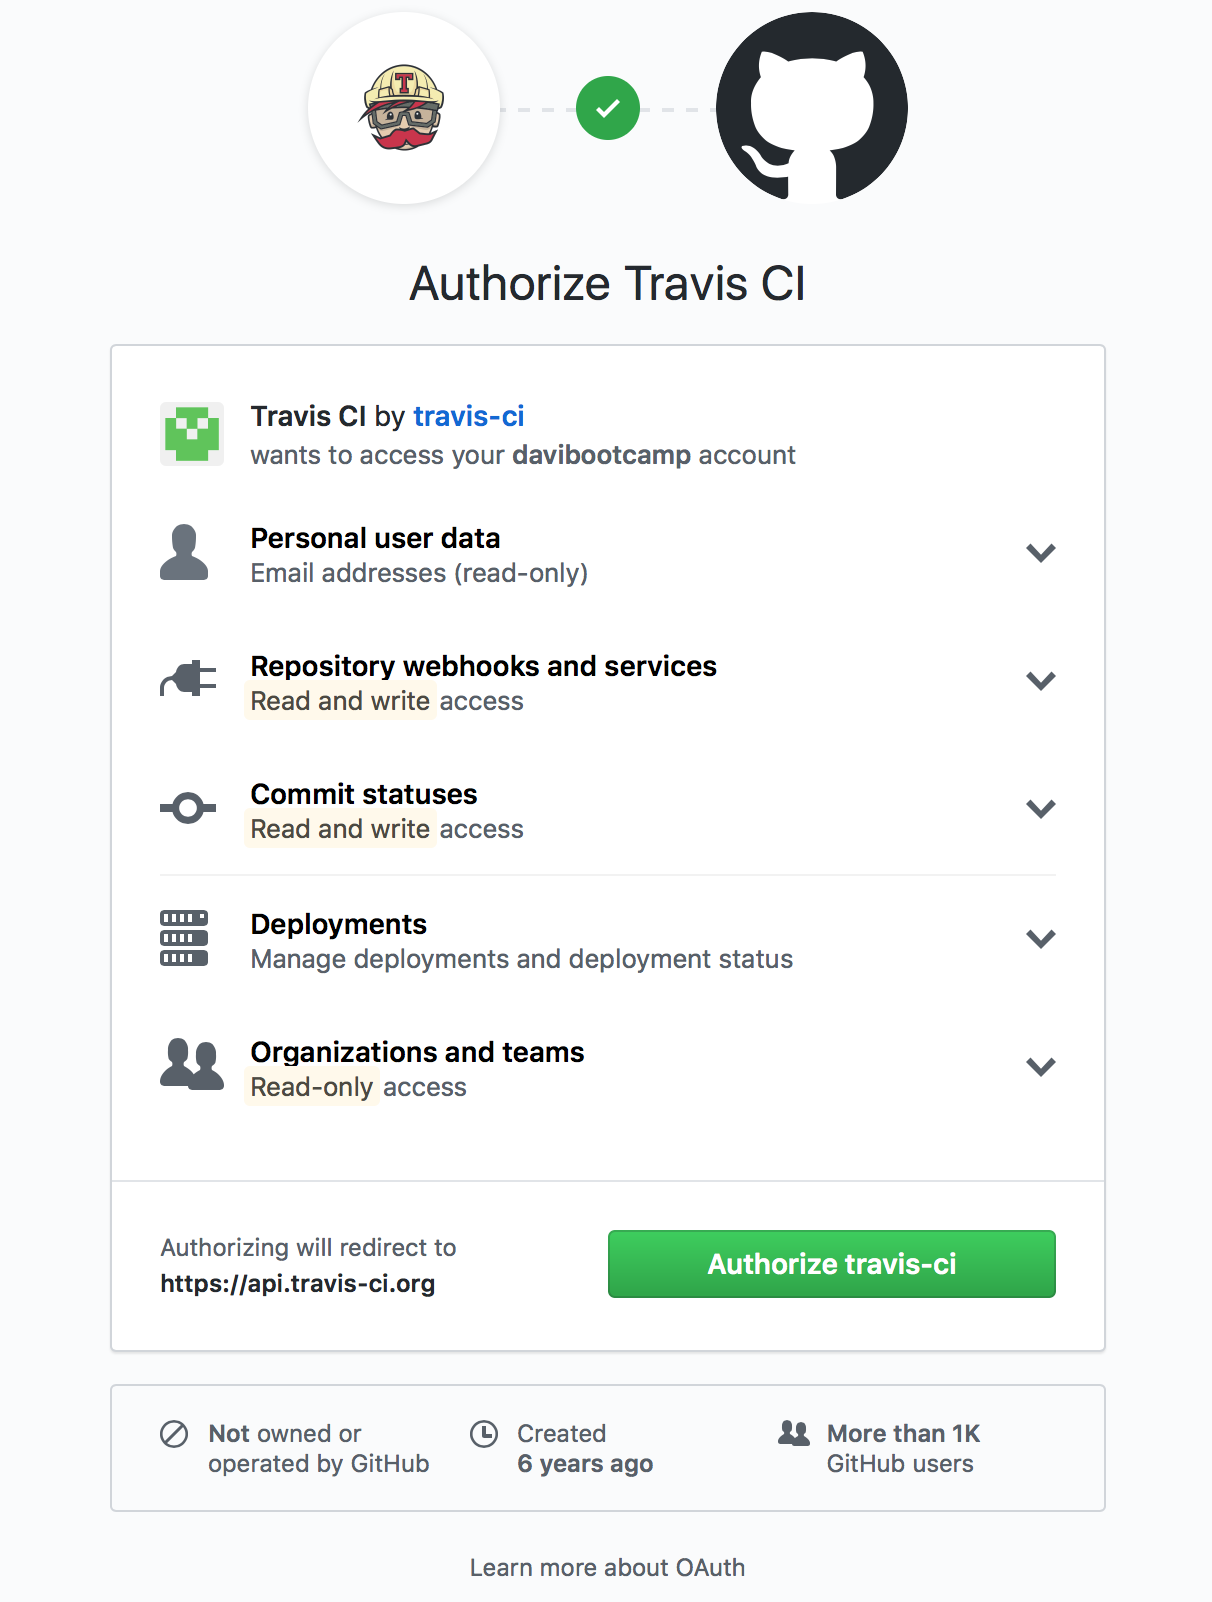 T
Authorize Travis CI
Travis CI by travis-ci
wants to access your davibootcamp account
Personal user data
Email addresses (read-only)
Repository webhooks and services
Read and write access
Commit statuses
Read and write access
Deployments
Manage deployments and deployment status
Organizations and teams
Read-only access
Authorizing will redirect to
https://api.travis-ci.org
Authorize travis-ci
Not owned or
operated by GitHub
Created
6 years ago
More than 1K
GitHub users
Learn more about OAuth